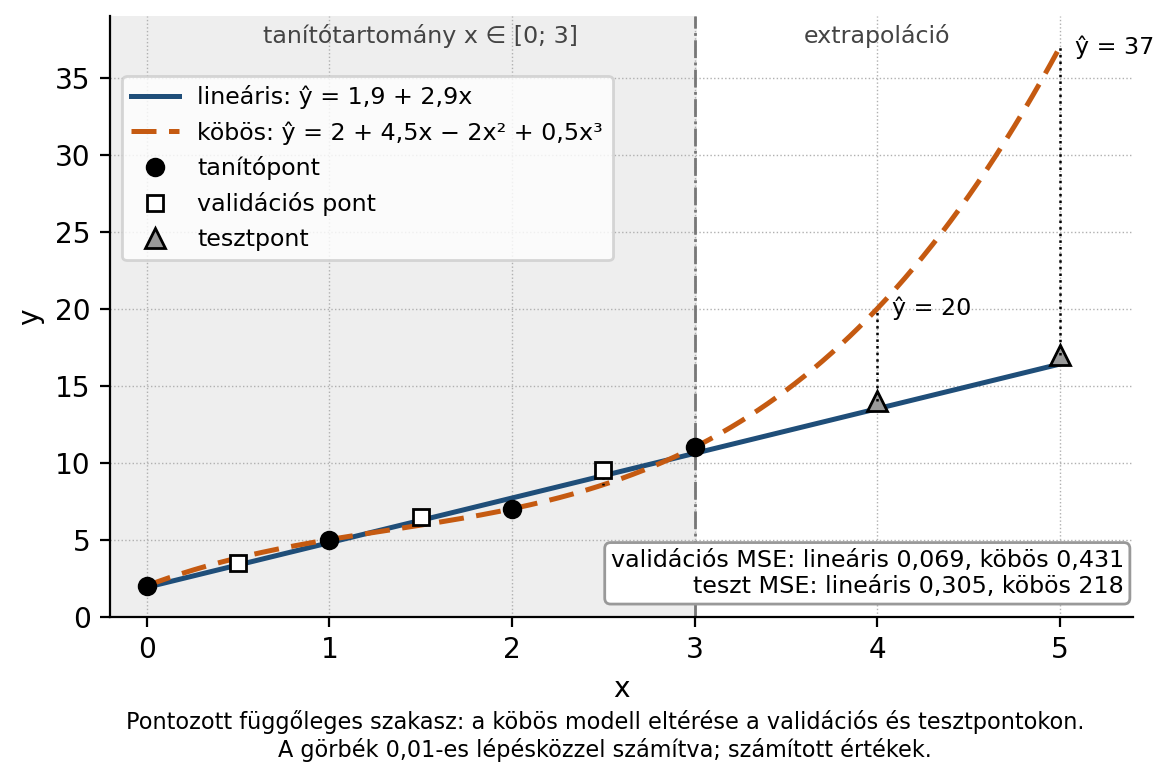 tanítótartomány x ∈ [0; 3]
extrapoláció
ŷ = 37
lineáris: ŷ = 1,9 + 2,9x
köbös: ŷ = 2 + 4,5x − 2x² + 0,5x³
tanítópont
validációs pont
tesztpont
ŷ = 20
validációs MSE: lineáris 0,069, köbös 0,431
teszt MSE: lineáris 0,305, köbös 218
y
35
30
25
20
15
10
5
0
0 1 2 3 4 5
x
Pontozott függőleges szakasz: a köbös modell eltérése a validációs és tesztpontokon.
A görbék 0,01-es lépésközzel számítva; számított értékek.